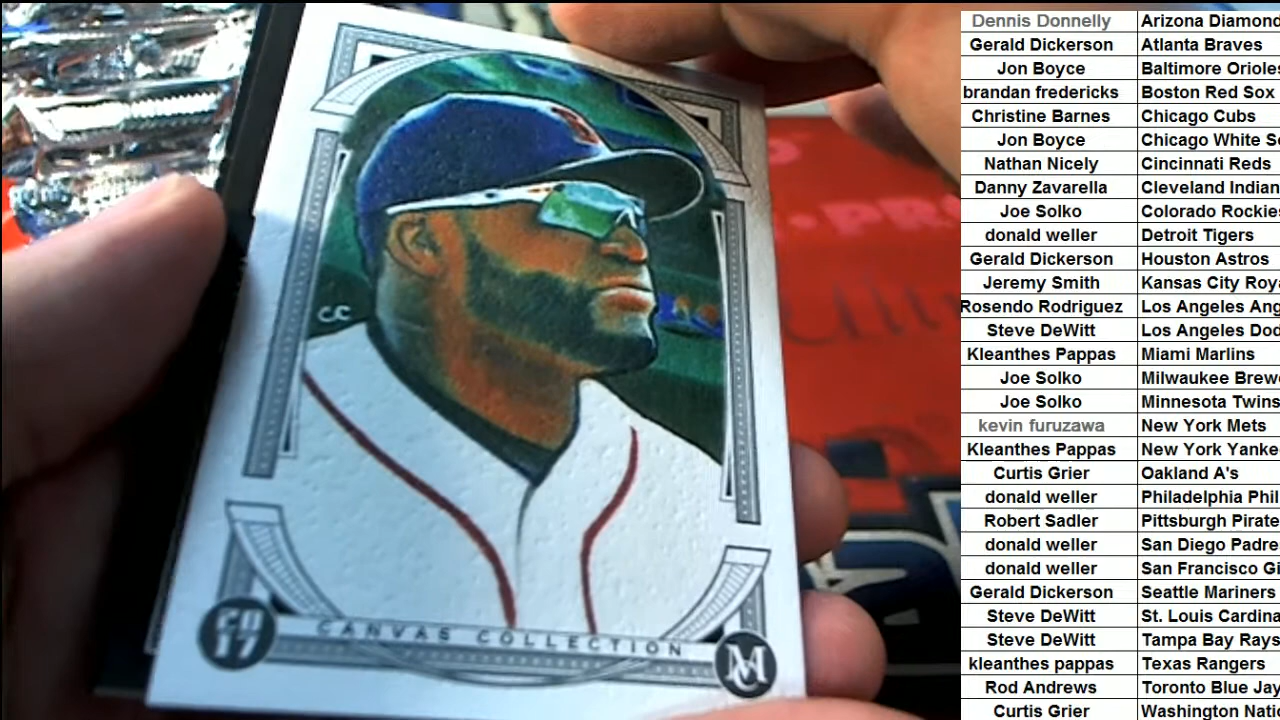 CC
20
17
CANVAS COLLECTION
M
Dennis Donnelly Arizona Diamond
Gerald Dickerson Atlanta Braves
Jon Boyce Baltimore Orioles
brandan fredericks Boston Red Sox
Christine Barnes Chicago Cubs
Jon Boyce Chicago White S
Nathan Nicely Cincinnati Reds
Danny Zavarella Cleveland Indian
Joe Solko Colorado Rockie
donald weller Detroit Tigers
Gerald Dickerson Houston Astros
Jeremy Smith Kansas City Roya
Rosendo Rodriguez Los Angeles Ang
Steve DeWitt Los Angeles Dod
Kleanthes Pappas Miami Marlins
Joe Solko Milwaukee Brewe
Joe Solko Minnesota Twins
kevin furuzawa New York Mets
Kleanthes Pappas New York Yanke
Curtis Grier Oakland A's
donald weller Philadelphia Phil
Robert Sadler Pittsburgh Pirate
donald weller San Diego Padre
donald weller San Francisco Gi
Gerald Dickerson Seattle Mariners
Steve DeWitt St. Louis Cardina
Steve DeWitt Tampa Bay Rays
kleanthes pappas Texas Rangers
Rod Andrews Toronto Blue Jay
Curtis Grier Washington Natio